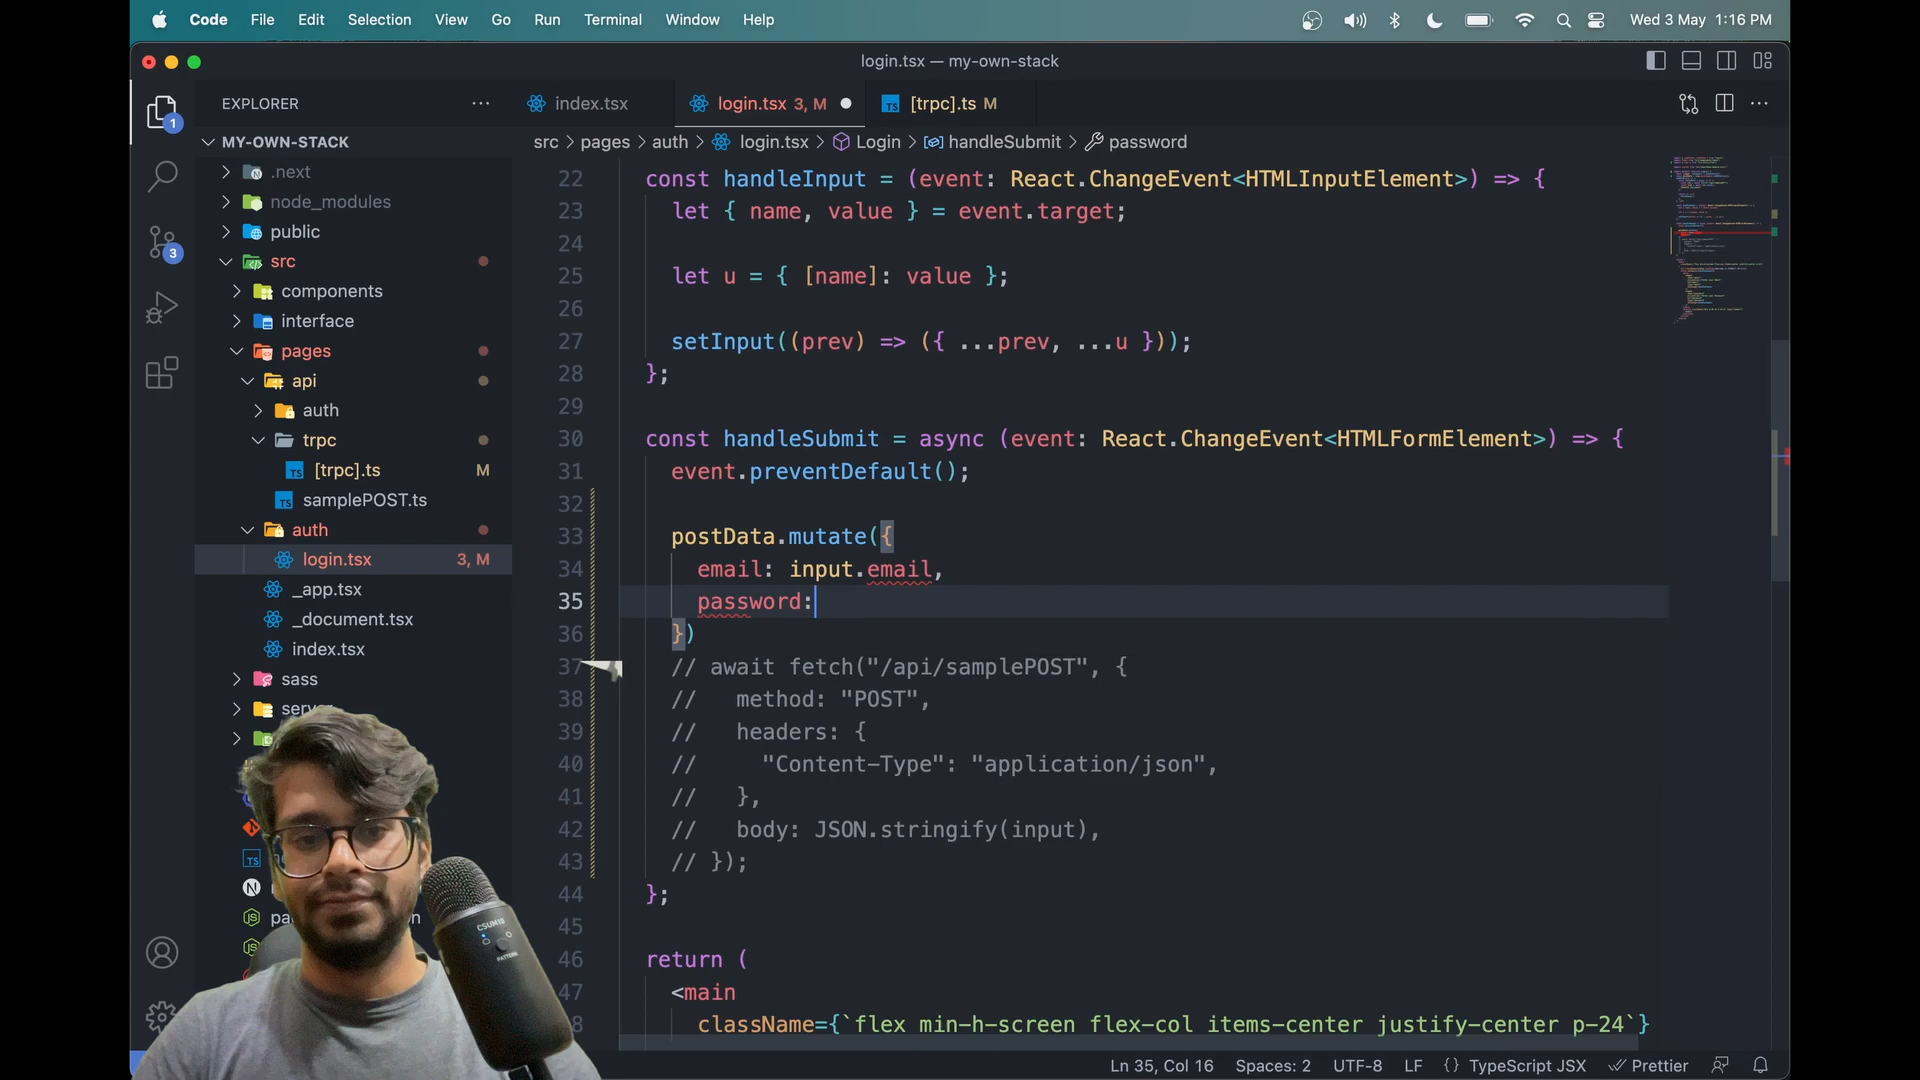 Code File Edit Selection View Go Run Terminal Window Help Wed 3 May 1:16 PM
login.tsx — my-own-stack
EXPLORER ···
index.tsx
login.tsx 3, M
TS [trpc].ts M
1
3
MY-OWN-STACK
src > pages > auth > login.tsx > Login > handleSubmit > password
.next
node_modules
public
src
components
interface
pages
api
auth
trpc
TS [trpc].ts M
TS samplePOST.ts
auth
login.tsx 3, M
_app.tsx
_document.tsx
index.tsx
sass
TS
N
22 const handleInput = (event: React.ChangeEvent<HTMLInputElement>) => {
23 let { name, value } = event.target;
24
25 let u = { [name]: value };
26
27 setInput((prev) => ({ ...prev, ...u }));
28 };
29
30 const handleSubmit = async (event: React.ChangeEvent<HTMLFormElement>) => {
31 event.preventDefault();
32
33 postData.mutate({
34 email: input.email,
35 password:
36 })
37 // await fetch("/api/samplePOST", {
38 // method: "POST",
39 // headers: {
40 // "Content-Type": "application/json",
41 // },
42 // body: JSON.stringify(input),
43 // });
44 };
45
46 return (
47 <main
8 className={`flex min-h-screen flex-col items-center justify-center p-24`}
PATTERN
Ln 35, Col 16 Spaces: 2 UTF-8 LF {} TypeScript JSX Prettier